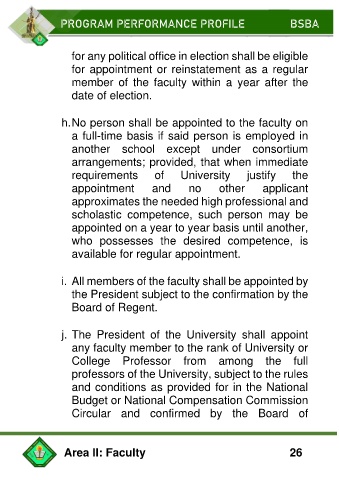 PROGRAM PERFORMANCE PROFILE BSBA
for any political office in election shall be eligible
for appointment or reinstatement as a regular
member of the faculty within a year after the
date of election.
h.No person shall be appointed to the faculty on
a full-time basis if said person is employed in
another school except under consortium
arrangements; provided, that when immediate
requirements of University justify the
appointment and no other applicant
approximates the needed high professional and
scholastic competence, such person may be
appointed on a year to year basis until another,
who possesses the desired competence, is
available for regular appointment.
i. All members of the faculty shall be appointed by
the President subject to the confirmation by the
Board of Regent.
j. The President of the University shall appoint
any faculty member to the rank of University or
College Professor from among the full
professors of the University, subject to the rules
and conditions as provided for in the National
Budget or National Compensation Commission
Circular and confirmed by the Board of
Area II: Faculty 26